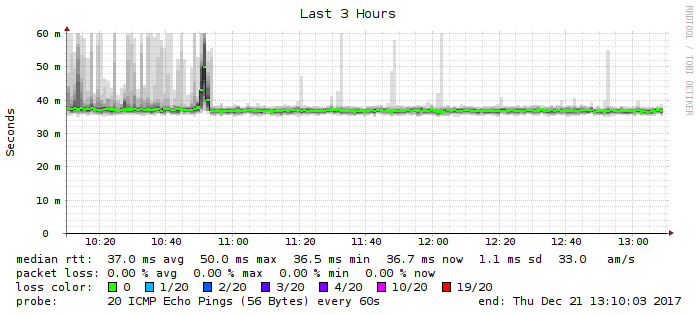 Last 3 Hours
RRDTOOL / TOBI OETIKER
Seconds
60 m
50 m
40 m
30 m
20 m
10 m
0
10:20 10:40 11:00 11:20 11:40 12:00 12:20 12:40 13:00
median rtt: 37.0 ms avg 50.0 ms max 36.5 ms min 36.7 ms now 1.1 ms sd 33.0 am/s
packet loss: 0.00 % avg 0.00 % max 0.00 % min 0.00 % now
loss color: 0 1/20 2/20 3/20 4/20 10/20 19/20
probe: 20 ICMP Echo Pings (56 Bytes) every 60s end: Thu Dec 21 13:10:03 2017